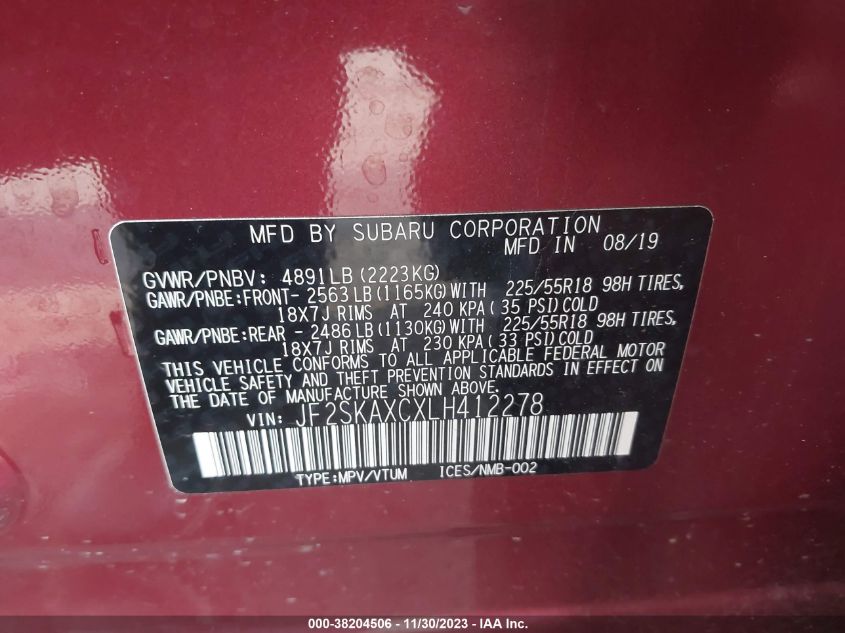 MFD BY SUBARU CORPORATION
MFD IN 08/19
GVWR/PNBV: 4891LB (2223KG)
GAWR/PNBE:FRONT- 2563LB(1165KG)WITH 225/55R18 98H TIRES,
18X7J RIMS AT 240 KPA( 35 PSI)COLD
GAWR/PNBE:REAR - 2486LB(1130KG)WITH 225/55R18 98H TIRES,
18X7J RIMS AT 230 KPA( 33 PSI)COLD
THIS VEHICLE CONFORMS TO ALL APPLICABLE FEDERAL MOTOR
VEHICLE SAFETY AND THEFT PREVENTION STANDARDS IN EFFECT ON
THE DATE OF MANUFACTURE SHOWN ABOVE.
VIN: JF2SKAXCXLH412278
TYPE:MPV/VTUM ICES/NMB-002
000-38204506 - 11/30/2023 - IAA Inc.